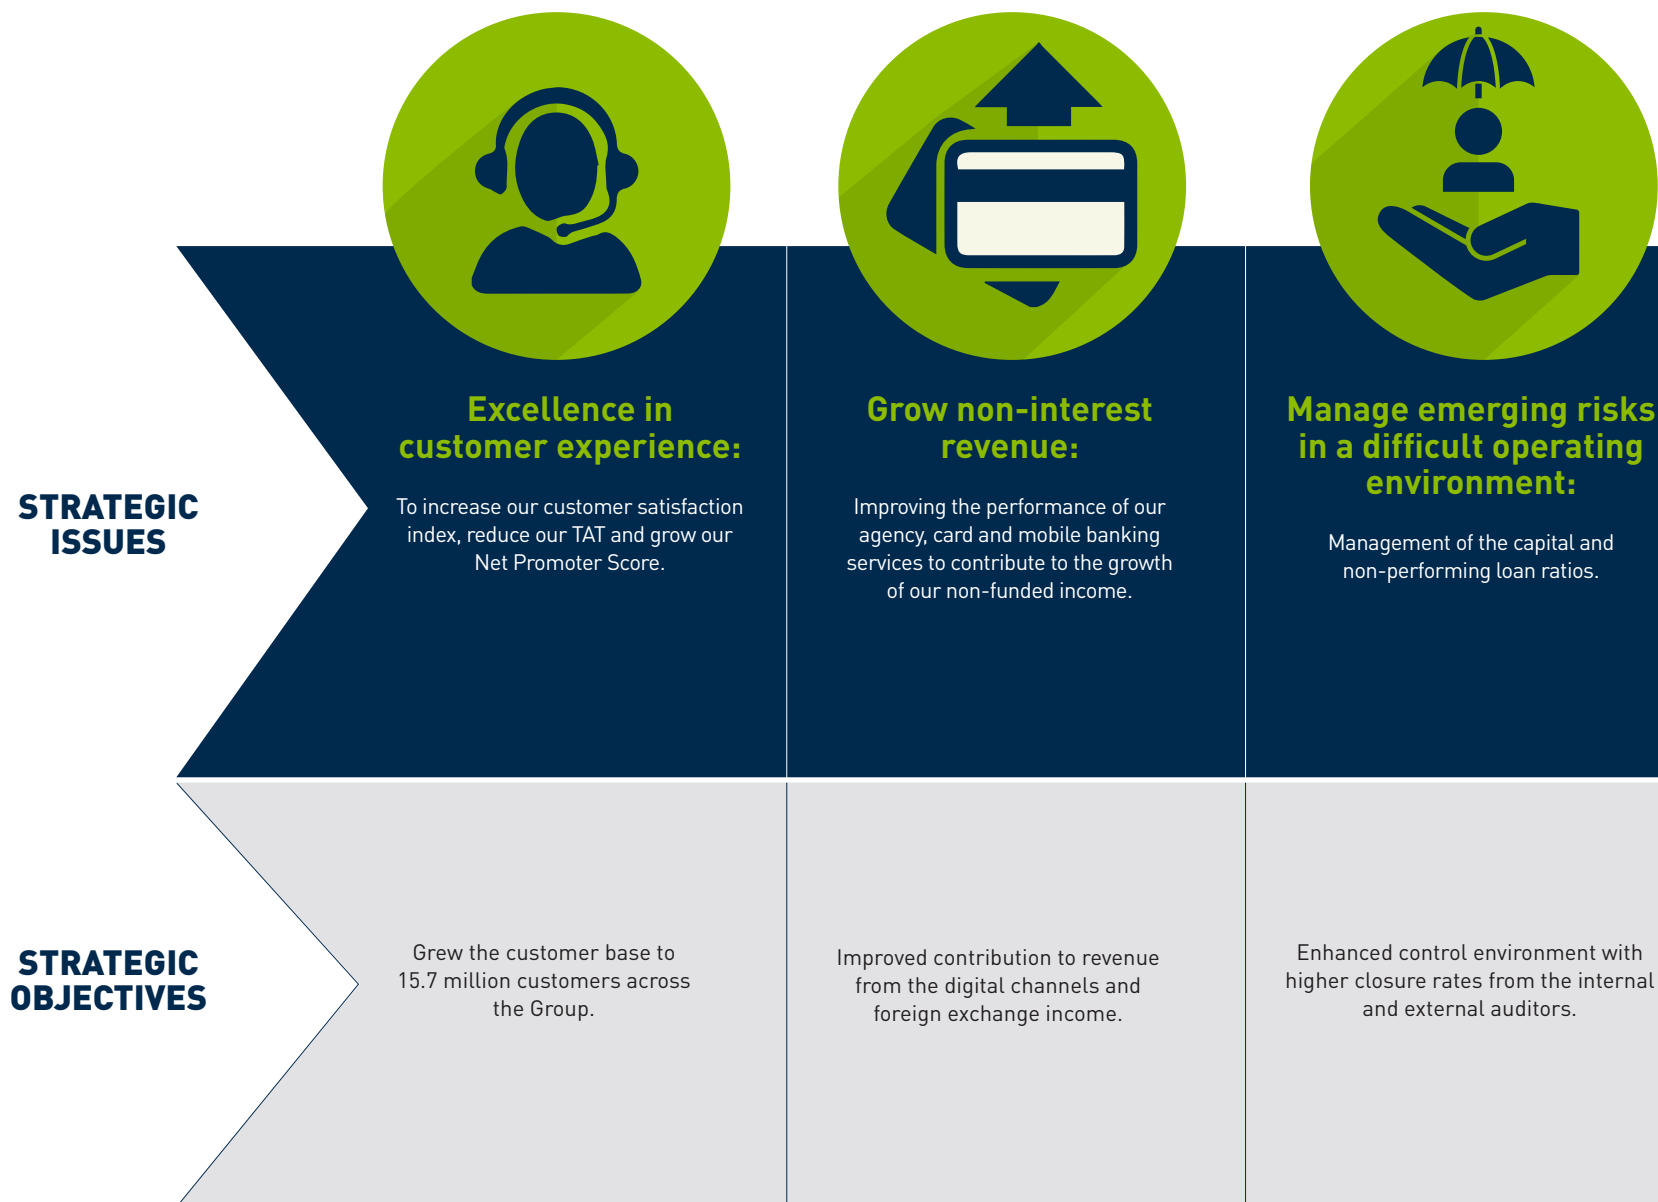 STRATEGIC
ISSUES
Excellence in
customer experience:
To increase our customer satisfaction
index, reduce our TAT and grow our
Net Promoter Score.
Grow non-interest
revenue:
Improving the performance of our
agency, card and mobile banking
services to contribute to the growth
of our non-funded income.
Manage emerging risks
in a difficult operating
environment:
Management of the capital and
non-performing loan ratios.
STRATEGIC
OBJECTIVES
Grew the customer base to
15.7 million customers across
the Group.
Improved contribution to revenue
from the digital channels and
foreign exchange income.
Enhanced control environment with
higher closure rates from the internal
and external auditors.